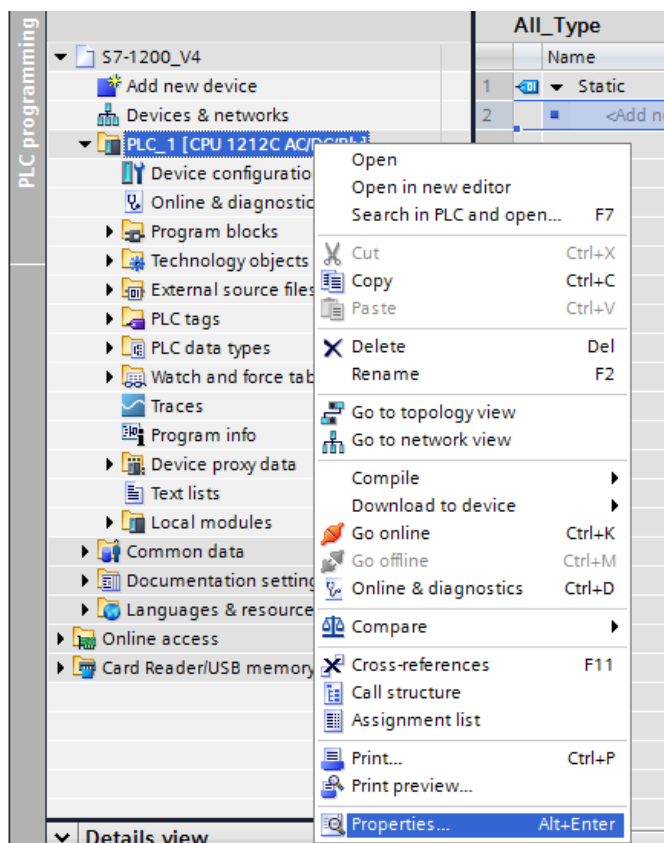 PLC programming
S7-1200_V4
Add new device
Devices & networks
PLC_1 [CPU 1212C AC/DC/Rly]
Device configuratio
Online & diagnostic
Program blocks
Technology objects
External source files
PLC tags
PLC data types
Watch and force tab
Traces
Program info
Device proxy data
Text lists
Local modules
Common data
Documentation setting
Languages & resource
Online access
Card Reader/USB memory
Details view
All_Type
Name
1 Static
2 <Add n
Open
Open in new editor
Search in PLC and open... F7
Cut Ctrl+X
Copy Ctrl+C
Paste Ctrl+V
Delete Del
Rename F2
Go to topology view
Go to network view
Compile
Download to device
Go online Ctrl+K
Go offline Ctrl+M
Online & diagnostics Ctrl+D
Compare
Cross-references F11
Call structure
Assignment list
Print... Ctrl+P
Print preview...
Properties... Alt+Enter